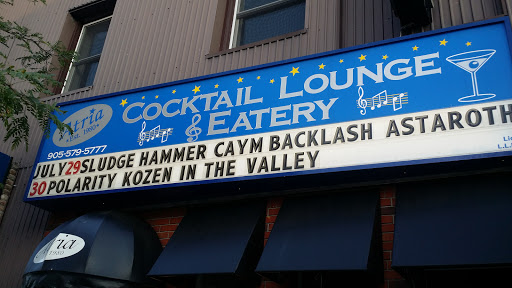 COCKTAIL LOUNGE
& EATERY
905-579-5777
JULY 29 SLUDGE HAMMER CAYM BACKLASH ASTAROTH
30 POLARITY KOZEN IN THE VALLEY